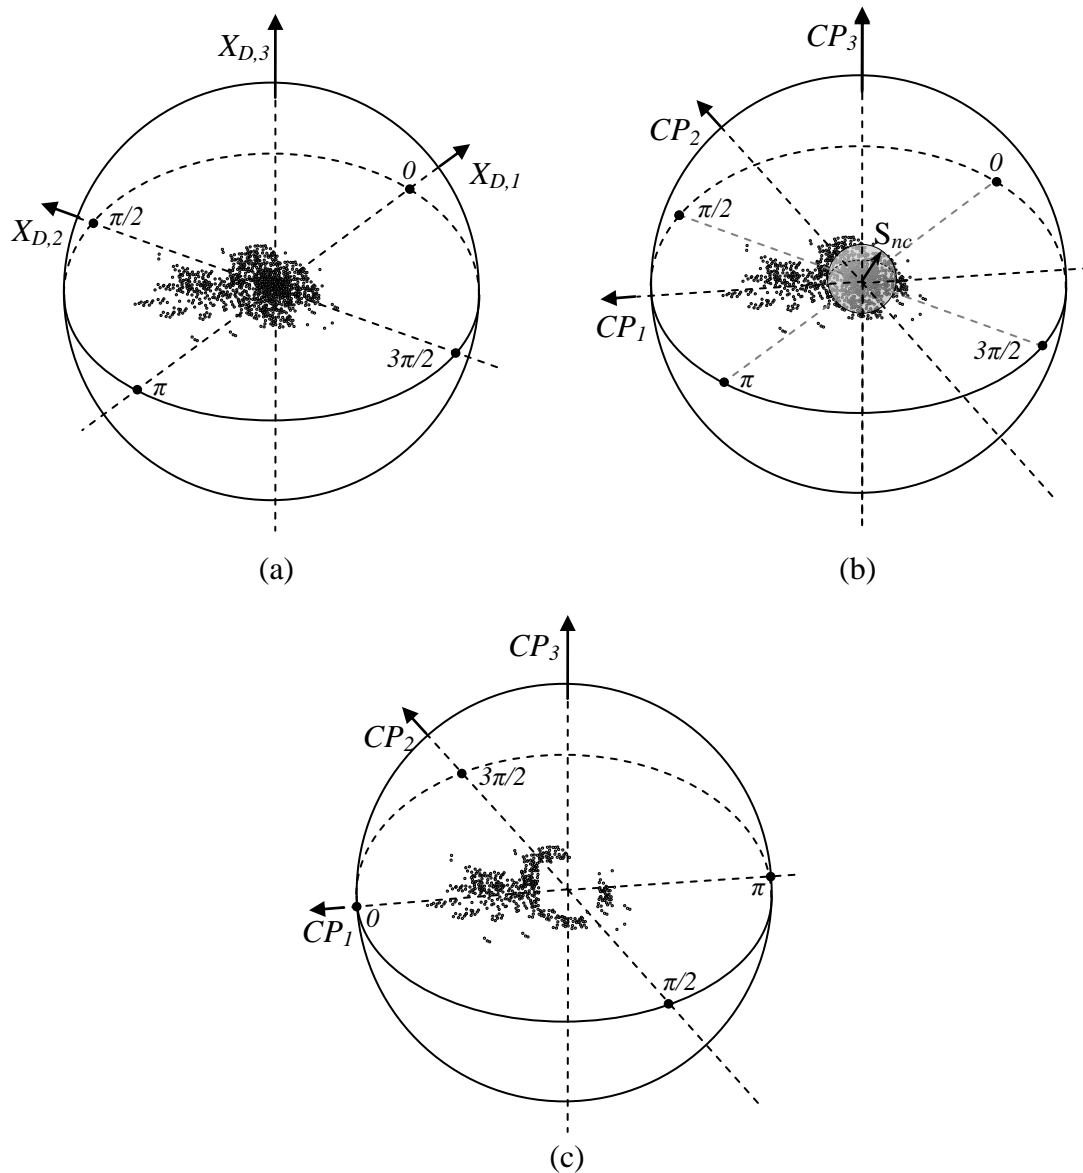 X_{D,3}
0
X_{D,1}
X_{D,2}
π/2
3π/2
π
(a)
CP_3
CP_2
0
π/2
S_{nc}
CP_1
3π/2
π
(b)
CP_3
CP_2
3π/2
π
CP_1
0
π/2
(c)